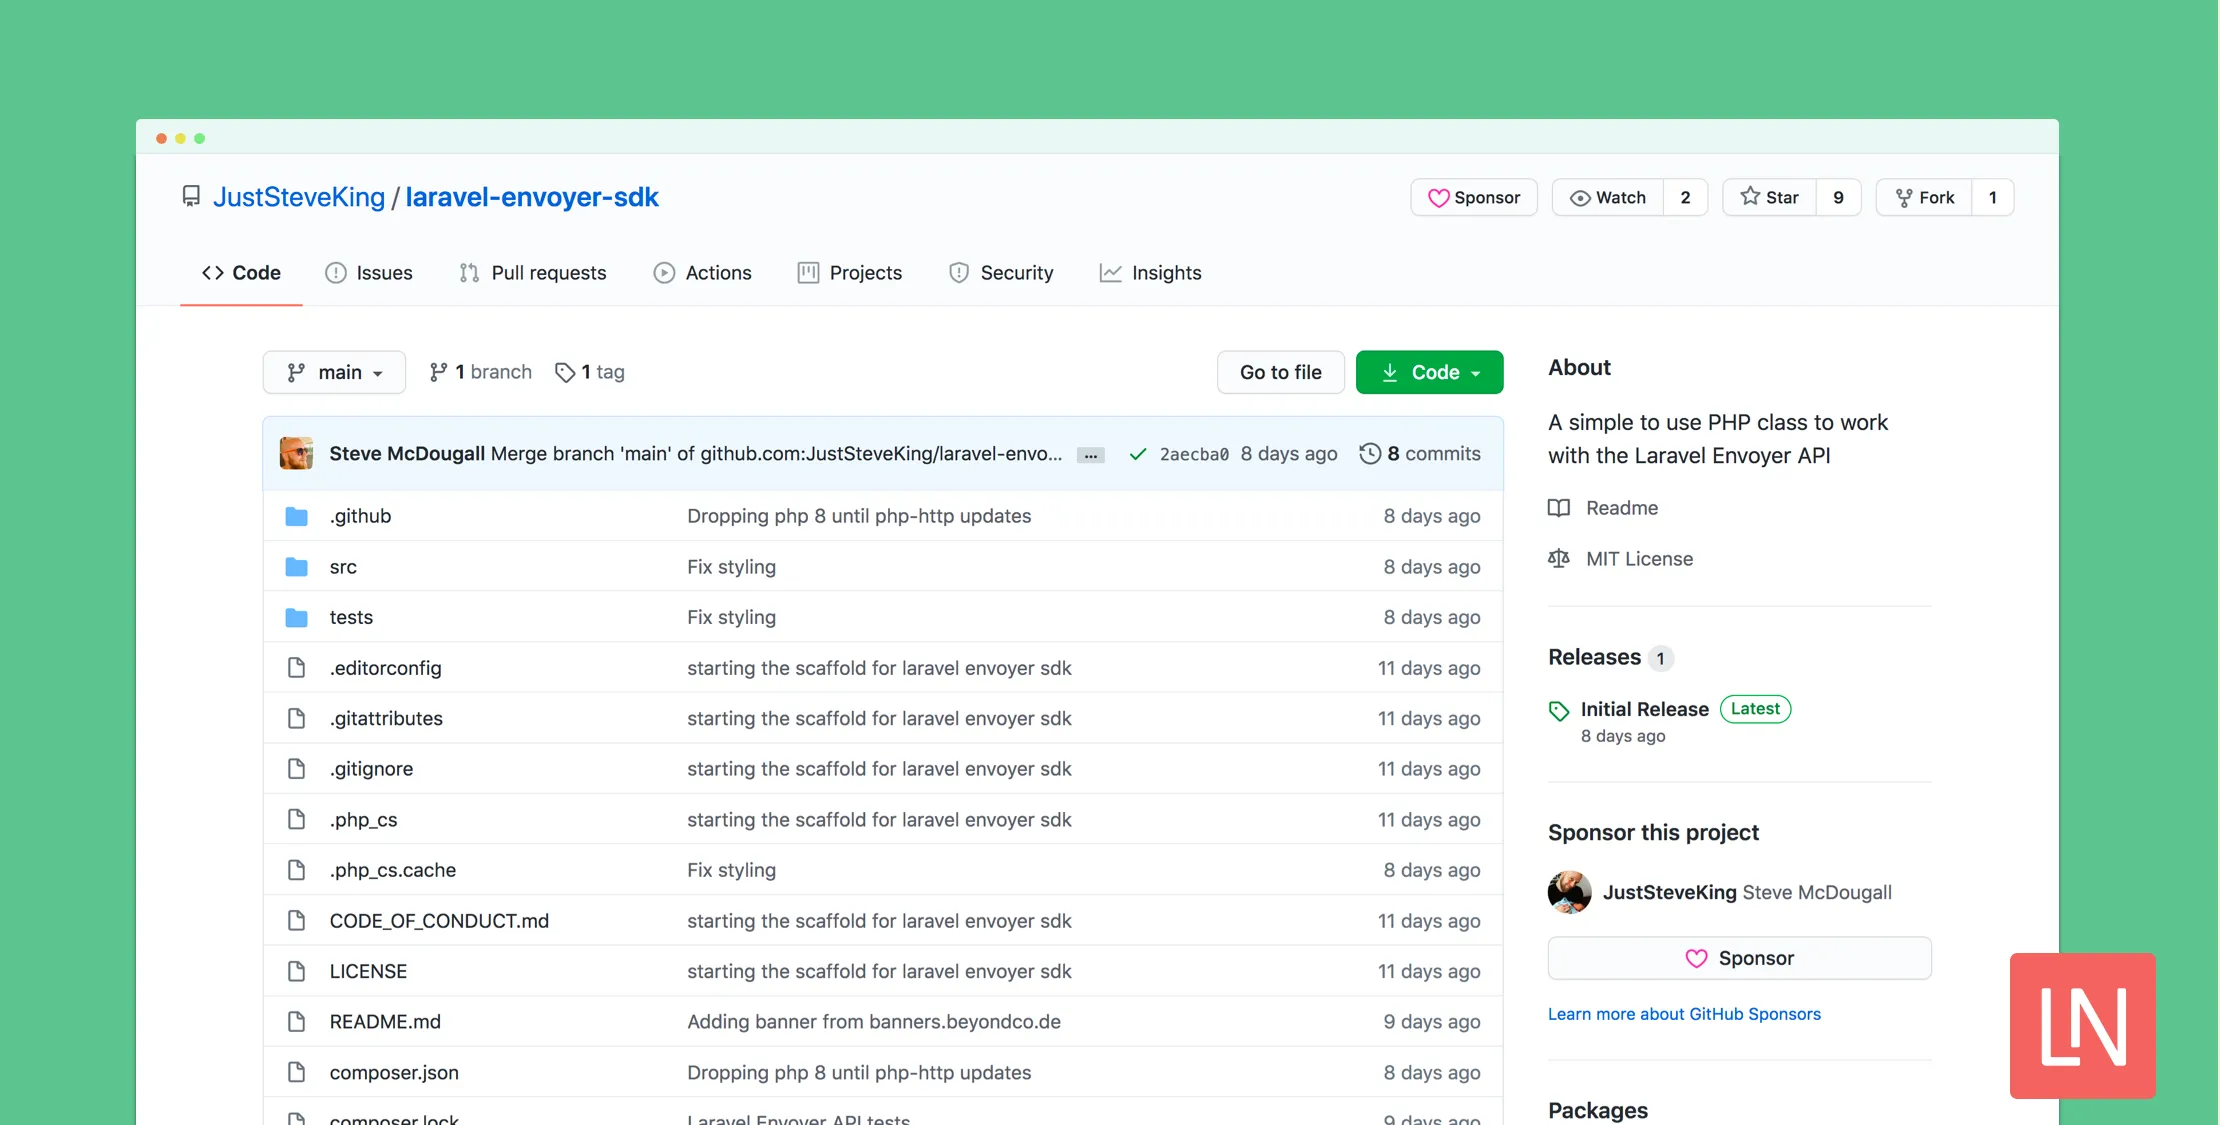 JustSteveKing / laravel-envoyer-sdk
Sponsor
Watch 2
Star 9
Fork 1
Code
Issues
Pull requests
Actions
Projects
Security
Insights
main
1 branch
1 tag
Go to file
Code
Steve McDougall Merge branch 'main' of github.com:JustSteveKing/laravel-envo... ... 2aecba0 8 days ago 8 commits
.github Dropping php 8 until php-http updates 8 days ago
src Fix styling 8 days ago
tests Fix styling 8 days ago
.editorconfig starting the scaffold for laravel envoyer sdk 11 days ago
.gitattributes starting the scaffold for laravel envoyer sdk 11 days ago
.gitignore starting the scaffold for laravel envoyer sdk 11 days ago
.php_cs starting the scaffold for laravel envoyer sdk 11 days ago
.php_cs.cache Fix styling 8 days ago
CODE_OF_CONDUCT.md starting the scaffold for laravel envoyer sdk 11 days ago
LICENSE starting the scaffold for laravel envoyer sdk 11 days ago
README.md Adding banner from banners.beyondco.de 9 days ago
composer.json Dropping php 8 until php-http updates 8 days ago
composer.lock Laravel Envoyer API tests 9 days ago
About
A simple to use PHP class to work
with the Laravel Envoyer API
Readme
MIT License
Releases 1
Initial Release Latest
8 days ago
Sponsor this project
JustSteveKing Steve McDougall
Sponsor
Learn more about GitHub Sponsors
Packages
LN